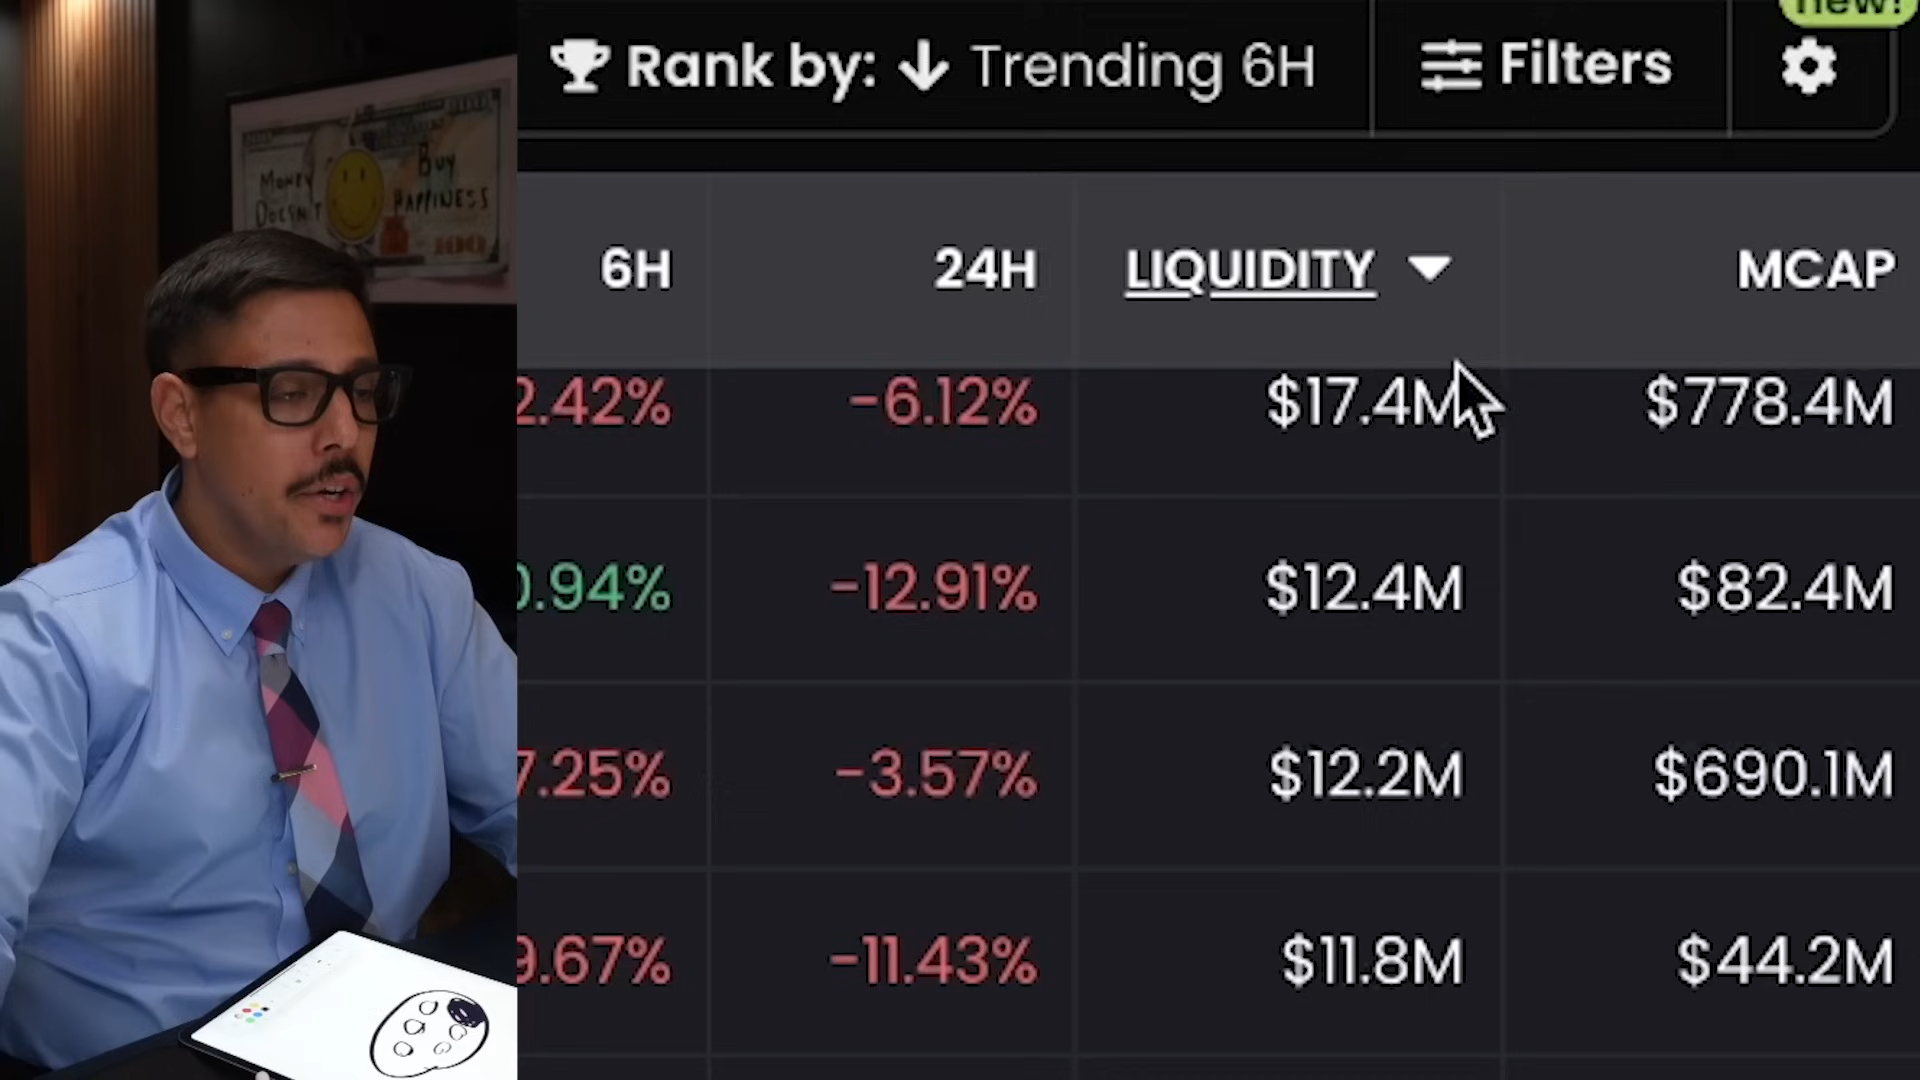 new!
Rank by: Trending 6H
Filters
6H 24H LIQUIDITY MCAP
2.42% -6.12% $17.4M $778.4M
0.94% -12.91% $12.4M $82.4M
7.25% -3.57% $12.2M $690.1M
9.67% -11.43% $11.8M $44.2M
MONEY BUY
DOESN'T HAPPINESS
100